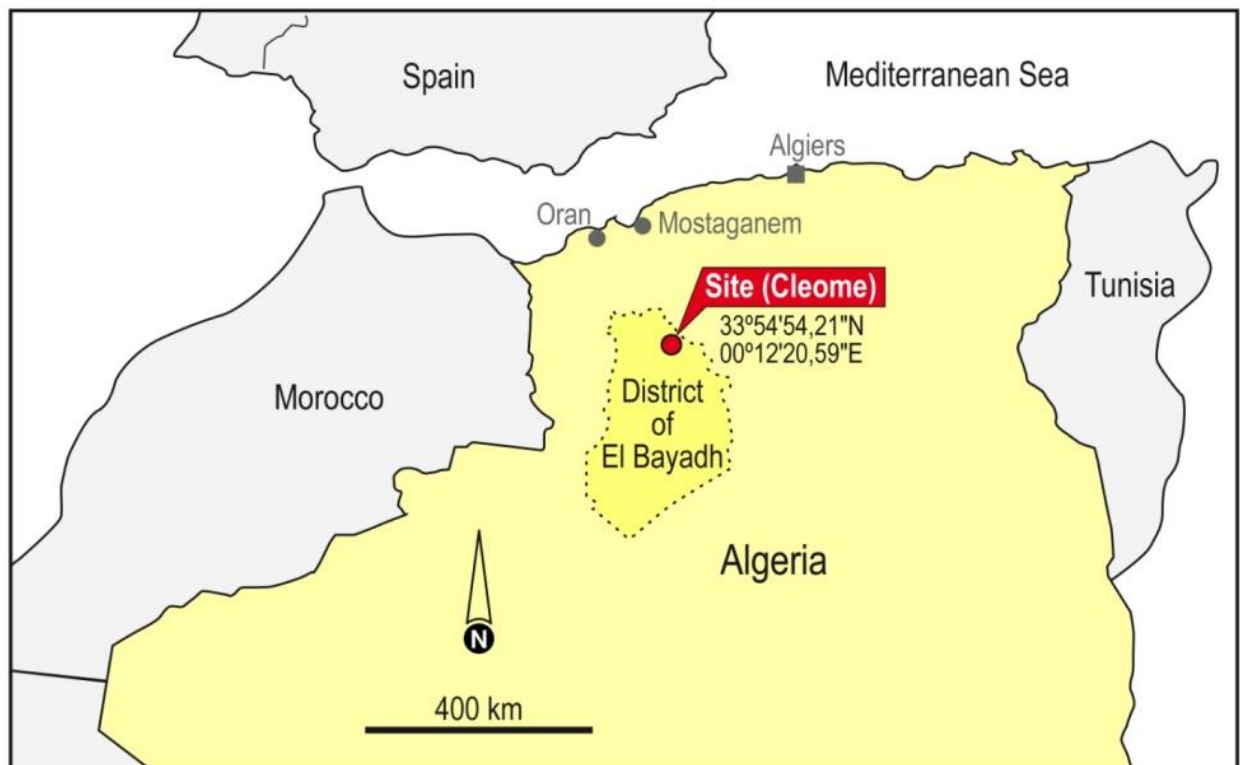 Spain
Mediterranean Sea
Algiers
Oran
Mostaganem
Site (Cleome)
33º54'54,21"N
00º12'20,59"E
Tunisia
Morocco
District
of
El Bayadh
Algeria
N
400 km